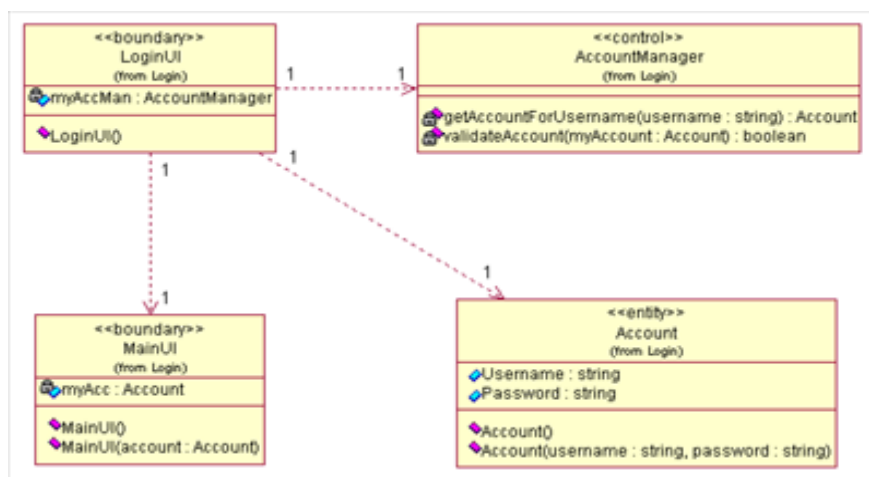 <<boundary>>
LoginUI
(from Login)
myAccMan : AccountManager
LoginUI()
1
1
<<control>>
AccountManager
(from Login)
getAccountForUsername(username : string) : Account
validateAccount(myAccount : Account) : boolean
1
1
1
1
<<boundary>>
MainUI
(from Login)
myAcc : Account
MainUI()
MainUI(account : Account)
<<entity>>
Account
(from Login)
Username : string
Password : string
Account()
Account(username : string, password : string)